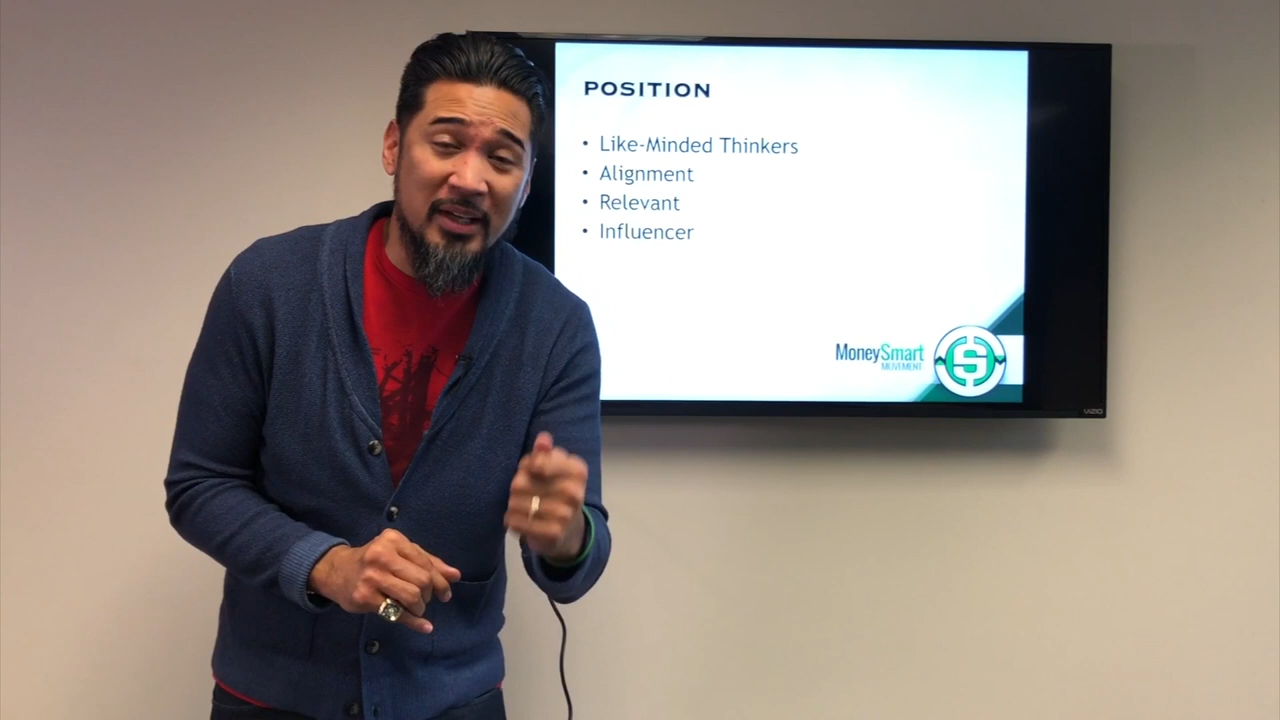 POSITION
• Like-Minded Thinkers
• Alignment
• Relevant
• Influencer
MoneySmart
MOVEMENT
$
VIZIO